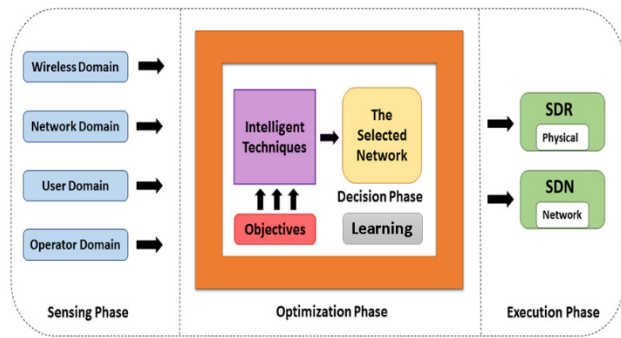 Wireless Domain
Network Domain
User Domain
Operator Domain
Sensing Phase
Intelligent
Techniques
Objectives
The
Selected
Network
Decision Phase
Learning
Optimization Phase
SDR
Physical
SDN
Network
Execution Phase